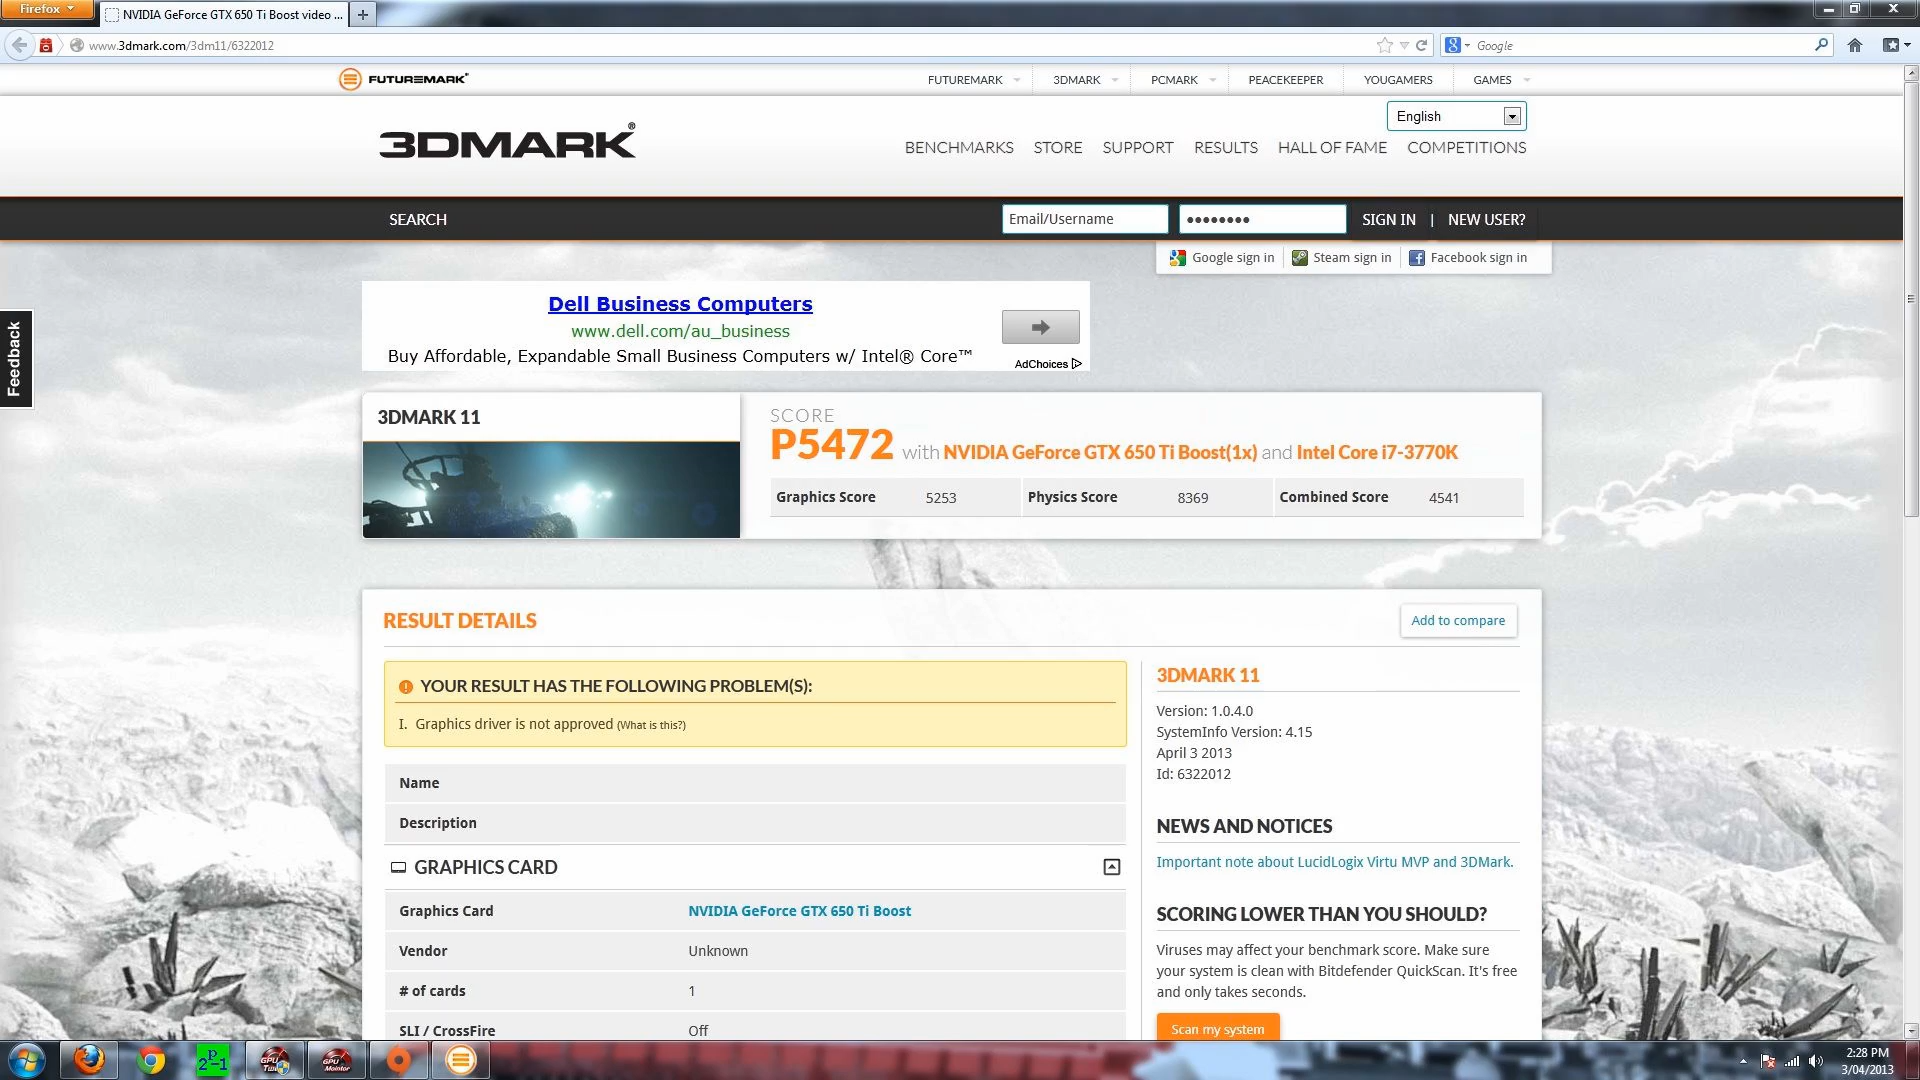 Firefox
NVIDIA GeForce GTX 650 Ti Boost video ...
www.3dmark.com/3dm11/6322012
Google
FUTUREMARK
FUTUREMARK 3DMARK PCMARK PEACEKEEPER YOUGAMERS GAMES
English
3DMARK®
BENCHMARKS STORE SUPPORT RESULTS HALL OF FAME COMPETITIONS
SEARCH
Email/Username
SIGN IN | NEW USER?
Google sign in Steam sign in Facebook sign in
Feedback
Dell Business Computers
www.dell.com/au_business
Buy Affordable, Expandable Small Business Computers w/ Intel® Core™
AdChoices
3DMARK 11
SCORE
P5472 with NVIDIA GeForce GTX 650 Ti Boost(1x) and Intel Core i7-3770K
Graphics Score 5253 Physics Score 8369 Combined Score 4541
RESULT DETAILS
Add to compare
YOUR RESULT HAS THE FOLLOWING PROBLEM(S):
I. Graphics driver is not approved (What is this?)
Name
Description
GRAPHICS CARD
Graphics Card NVIDIA GeForce GTX 650 Ti Boost
Vendor Unknown
# of cards 1
SLI / CrossFire Off
3DMARK 11
Version: 1.0.4.0
SystemInfo Version: 4.15
April 3 2013
Id: 6322012
NEWS AND NOTICES
Important note about LucidLogix Virtu MVP and 3DMark.
SCORING LOWER THAN YOU SHOULD?
Viruses may affect your benchmark score. Make sure
your system is clean with Bitdefender QuickScan. It's free
and only takes seconds.
Scan my system
2:28 PM
3/04/2013